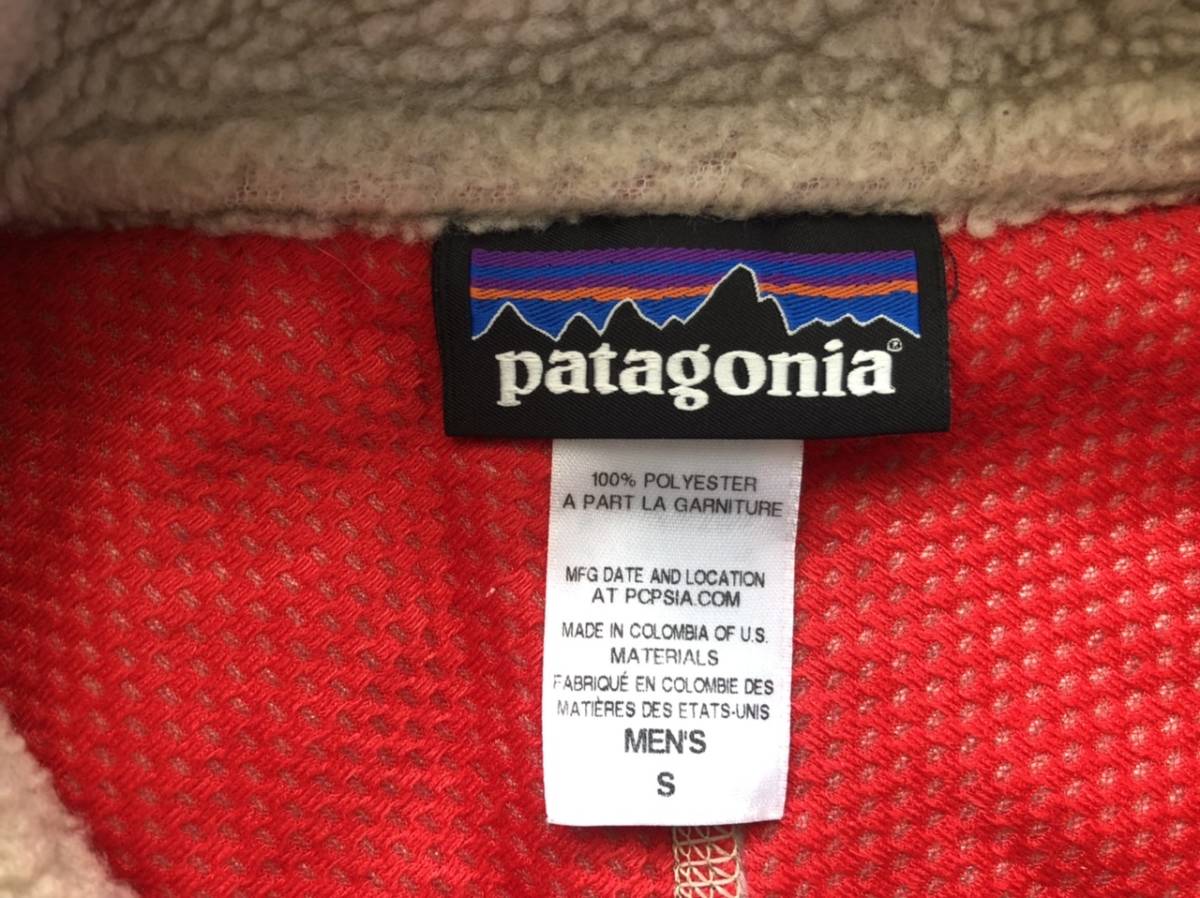 patagonia®
100% POLYESTER
A PART LA GARNITURE
MFG DATE AND LOCATION
AT PCPSIA.COM
MADE IN COLOMBIA OF U.S.
MATERIALS
FABRIQUÉ EN COLOMBIE DES
MATIÈRES DES ETATS-UNIS
MEN'S
S